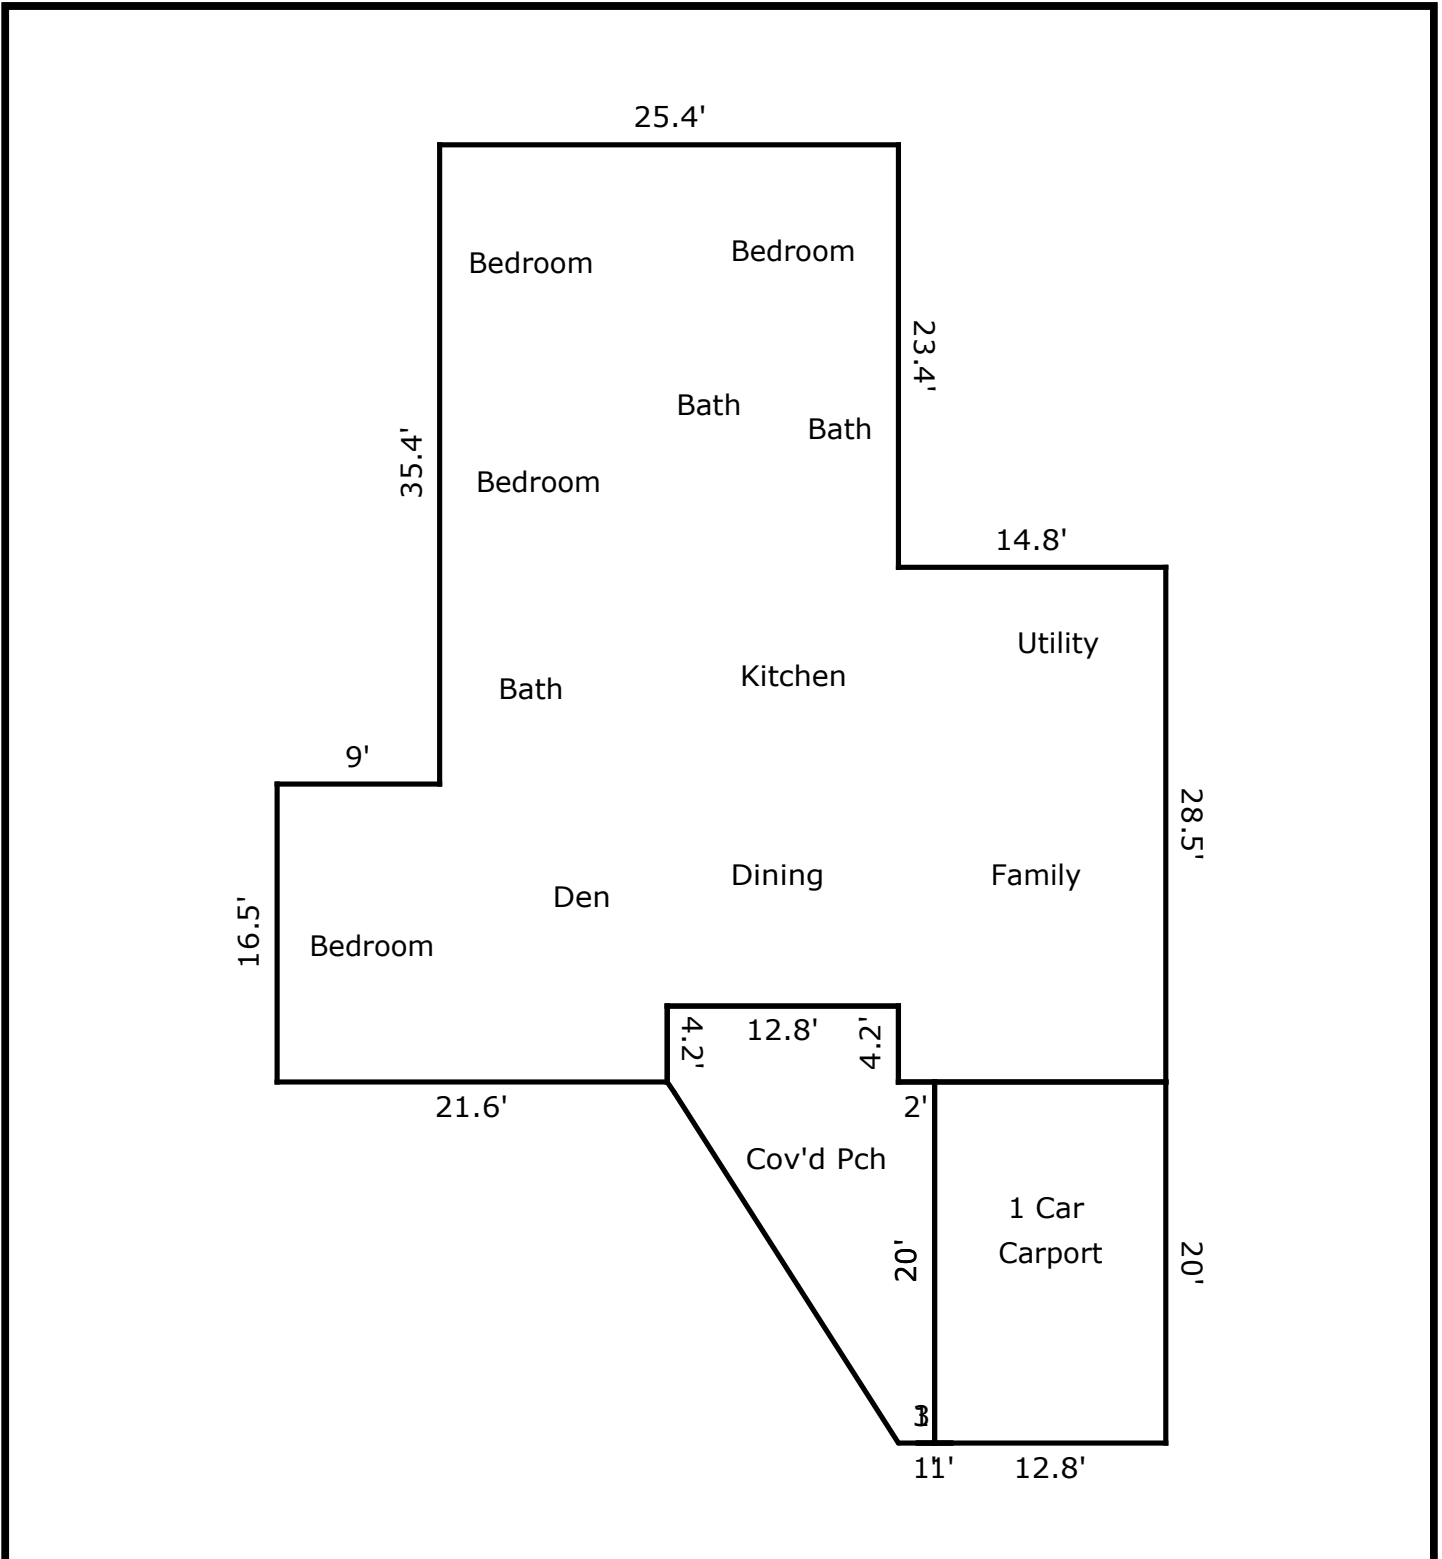 25.4'
Bedroom
Bedroom
23.4'
Bath
Bath
35.4'
Bedroom
14.8'
Utility
Kitchen
Bath
9'
28.5'
Dining
Family
Den
16.5'
Bedroom
4.2'
12.8'
4.2'
21.6'
2'
Cov'd Pch
1 Car
Carport
20'
20'
12.8'